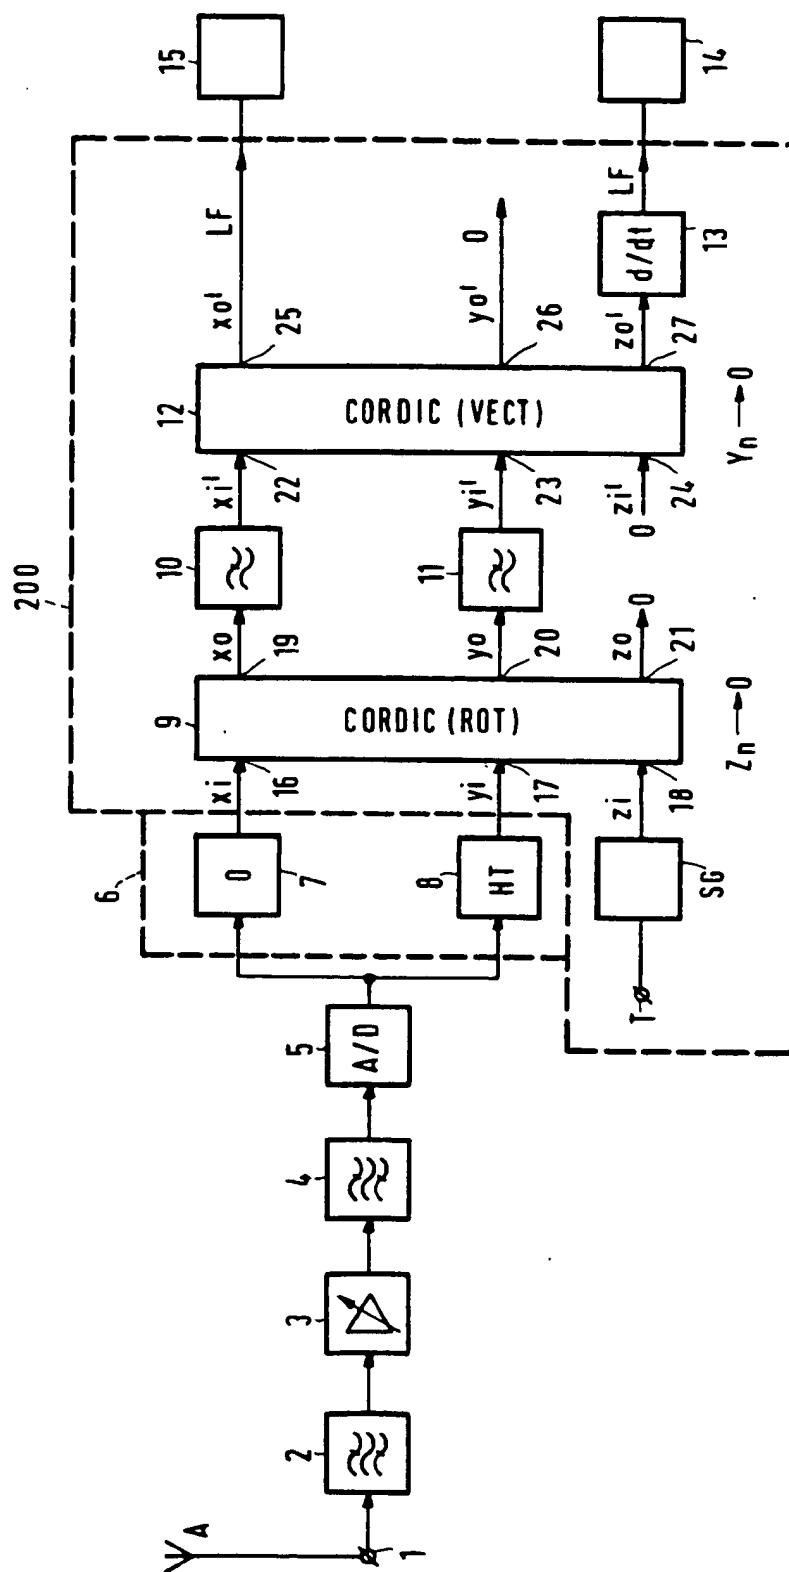 200
15
LF
xo'
25
12
CORDIC (VECT)
22
xi'
10
xo
19
9
CORDIC (ROT)
16
xi
6
0
7
5
A/D
4
3
2
A
1
14
LF
13
d/dt
0
yo'
26
zo'
27
yi'
23
zi'
24
0
Yn → 0
11
yo
20
zo
21
0
Zn → 0
yi
17
zi
18
8
HT
SG
T